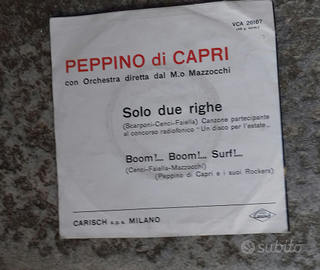 VCA 26167
PEPPINO di CAPRI
con Orchestra diretta dal M.o Mazzocchi
Solo due righe
(Scarponi-Cenci-Faiella) Canzone partecipante
al concorso radiofonico "Un disco per l'estate"
Boom!... Boom!... Surf!...
(Cenci-Faiella-Mazzocchi)
(Peppino di Capri e i suoi Rockers)
CARISCH s.p.a. MILANO
subito